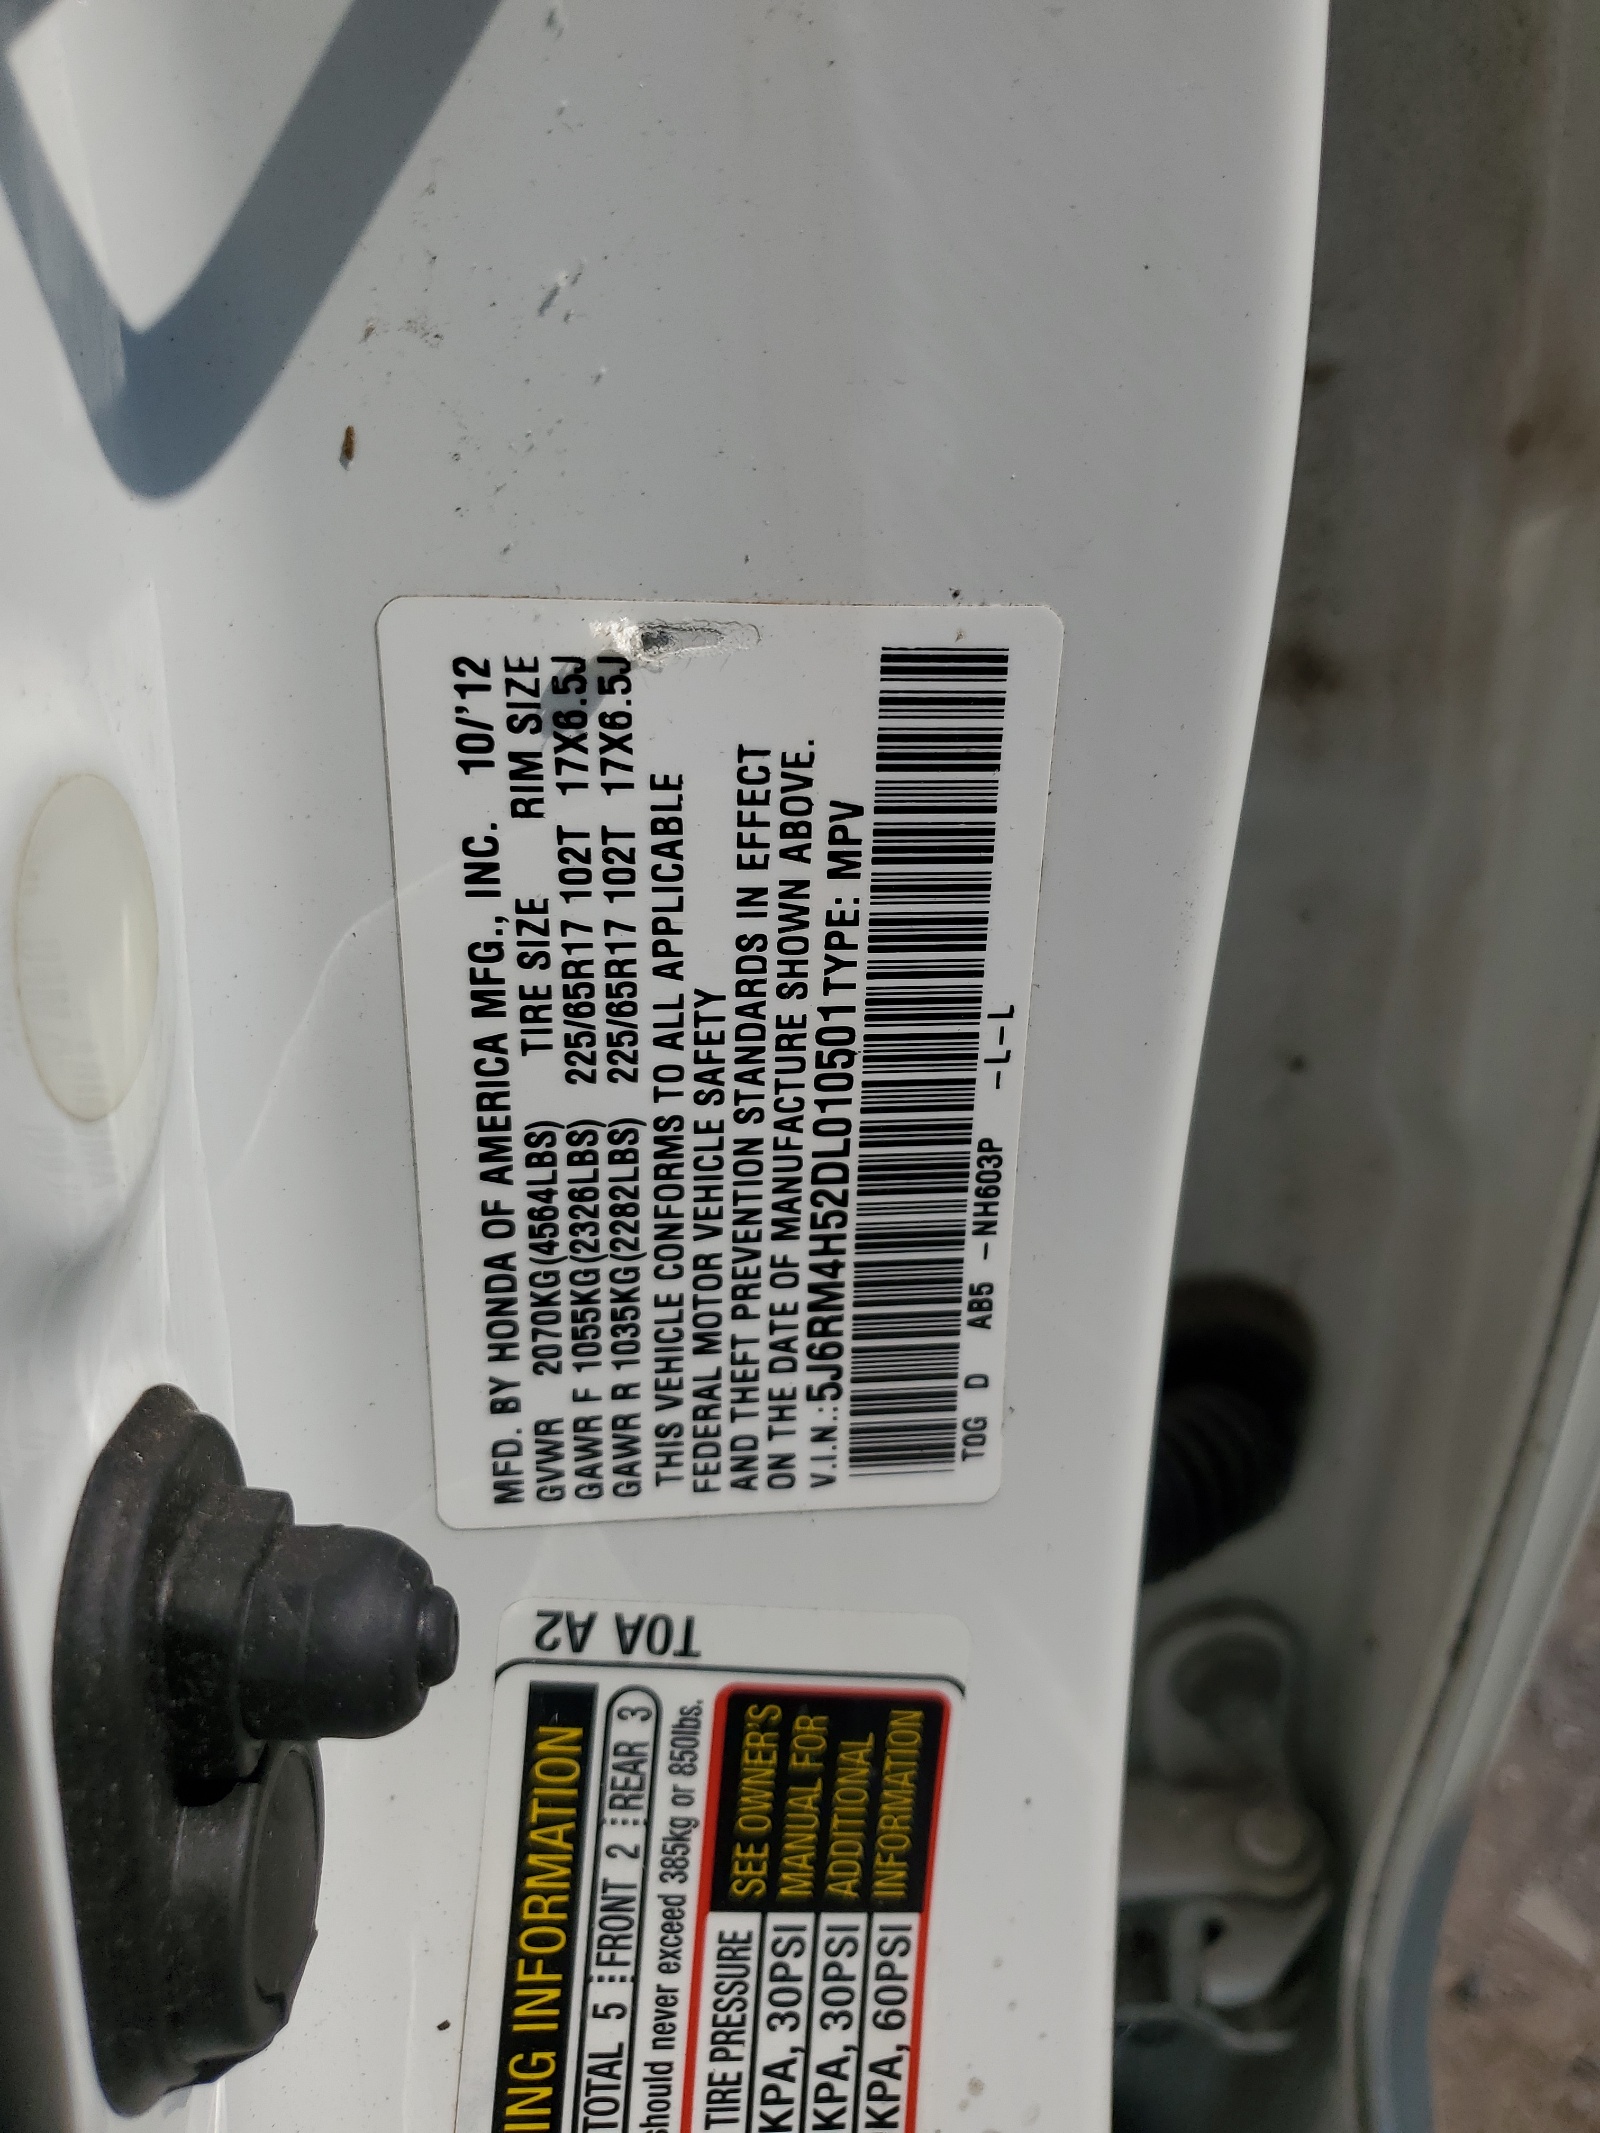 MFD. BY HONDA OF AMERICA MFG., INC. 10/'12
GVWR 2070KG(4564LBS) TIRE SIZE RIM SIZE
GAWR F 1055KG(2326LBS) 225/65R17 102T 17X6.5J
GAWR R 1035KG(2282LBS) 225/65R17 102T 17X6.5J
THIS VEHICLE CONFORMS TO ALL APPLICABLE
FEDERAL MOTOR VEHICLE SAFETY
AND THEFT PREVENTION STANDARDS IN EFFECT
ON THE DATE OF MANUFACTURE SHOWN ABOVE.
V.I.N.:5J6RM4H52DL010501TYPE: MPV
T0G D AB5 -NH603P -L-L
T0A A2
ING INFORMATION
TOTAL 5 FRONT 2 REAR 3
should never exceed 385kg or 850lbs.
TIRE PRESSURE
KPA, 30PSI
KPA, 30PSI
KPA, 60PSI
SEE OWNER'S
MANUAL FOR
ADDITIONAL
INFORMATION